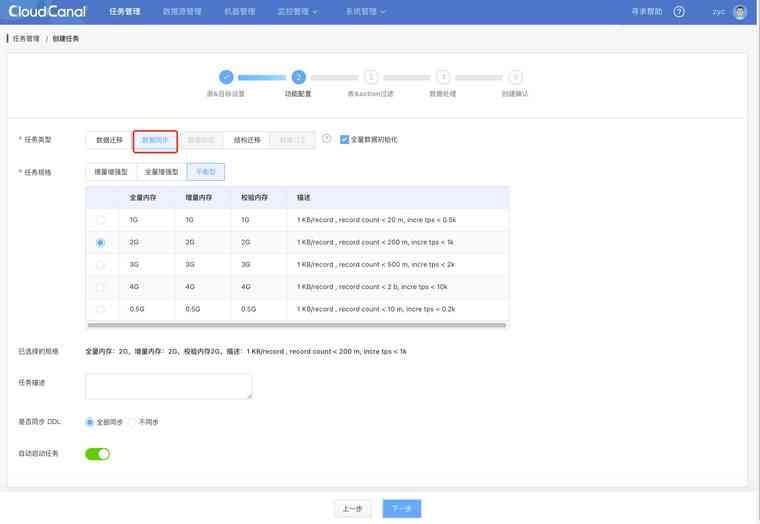 CloudCanal 任务管理 数据源管理 机器管理 监控管理 系统管理 寻求帮助 ? zyc
任务管理 / 创建任务
2 3 4 5
源&目标设置 功能配置 表&action过滤 数据处理 创建确认
* 任务类型 数据迁移 数据同步 数据校验 结构迁移 数据订正 ? 全量数据初始化
* 任务规格 增量增强型 全量增强型 平衡型
全量内存 增量内存 校验内存 描述
1G 1G 1G 1 KB/record , record count < 20 m, incre tps < 0.5k
2G 2G 2G 1 KB/record , record count < 200 m, incre tps < 1k
3G 3G 3G 1 KB/record , record count < 500 m, incre tps < 2k
4G 4G 4G 1 KB/record , record count < 2 b, incre tps < 10k
0.5G 0.5G 0.5G 1 KB/record , record count < 10 m, incre tps < 0.2k
已选择的规格 全量内存：2G，增量内存：2G，校验内存2G，描述：1 KB/record , record count < 200 m, incre tps < 1k
任务描述
是否同步 DDL 全部同步 不同步
自动启动任务
上一步 下一步